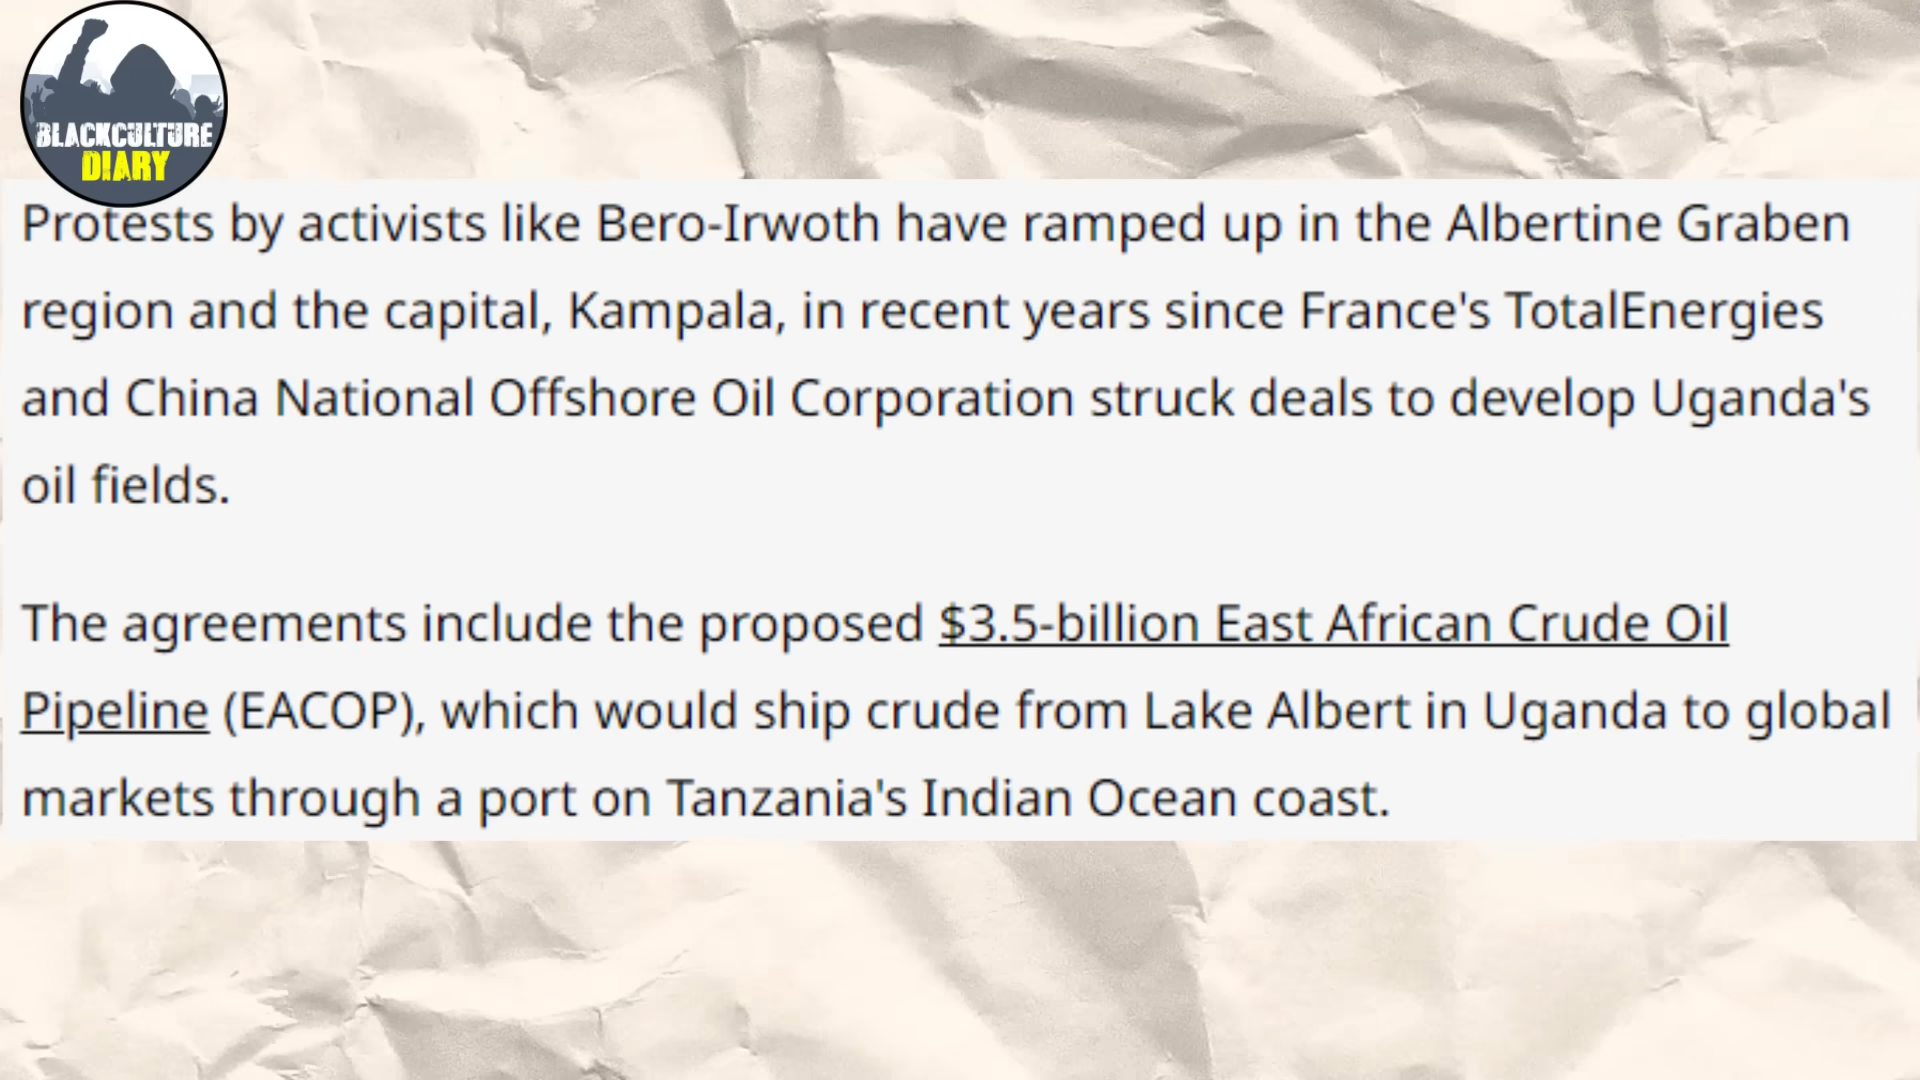 BLACKCULTURE
DIARY
Protests by activists like Bero-Irwoth have ramped up in the Albertine Graben
region and the capital, Kampala, in recent years since France's TotalEnergies
and China National Offshore Oil Corporation struck deals to develop Uganda's
oil fields.
The agreements include the proposed $3.5-billion East African Crude Oil
Pipeline (EACOP), which would ship crude from Lake Albert in Uganda to global
markets through a port on Tanzania's Indian Ocean coast.